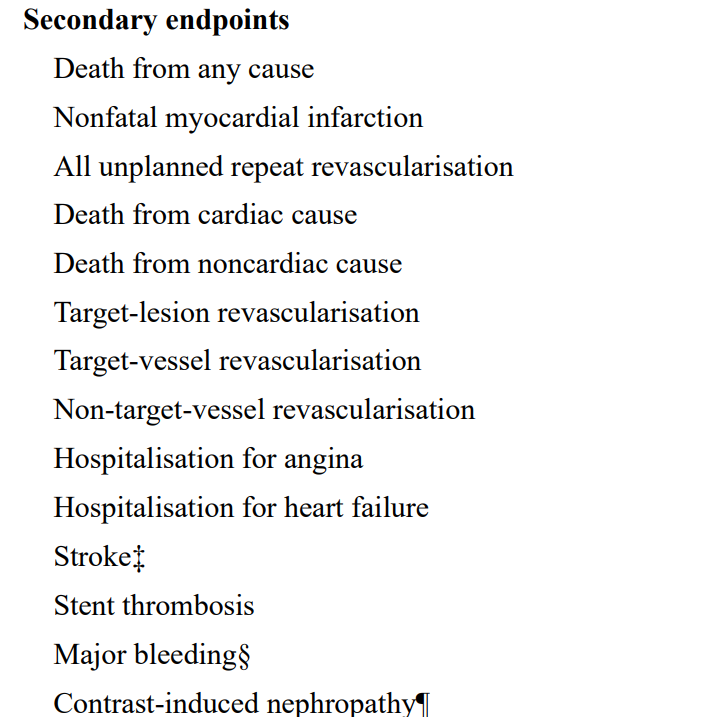 Secondary endpoints
Death from any cause
Nonfatal myocardial infarction
All unplanned repeat revascularisation
Death from cardiac cause
Death from noncardiac cause
Target-lesion revascularisation
Target-vessel revascularisation
Non-target-vessel revascularisation
Hospitalisation for angina
Hospitalisation for heart failure
Stroke‡
Stent thrombosis
Major bleeding§
Contrast-induced nephropathy¶